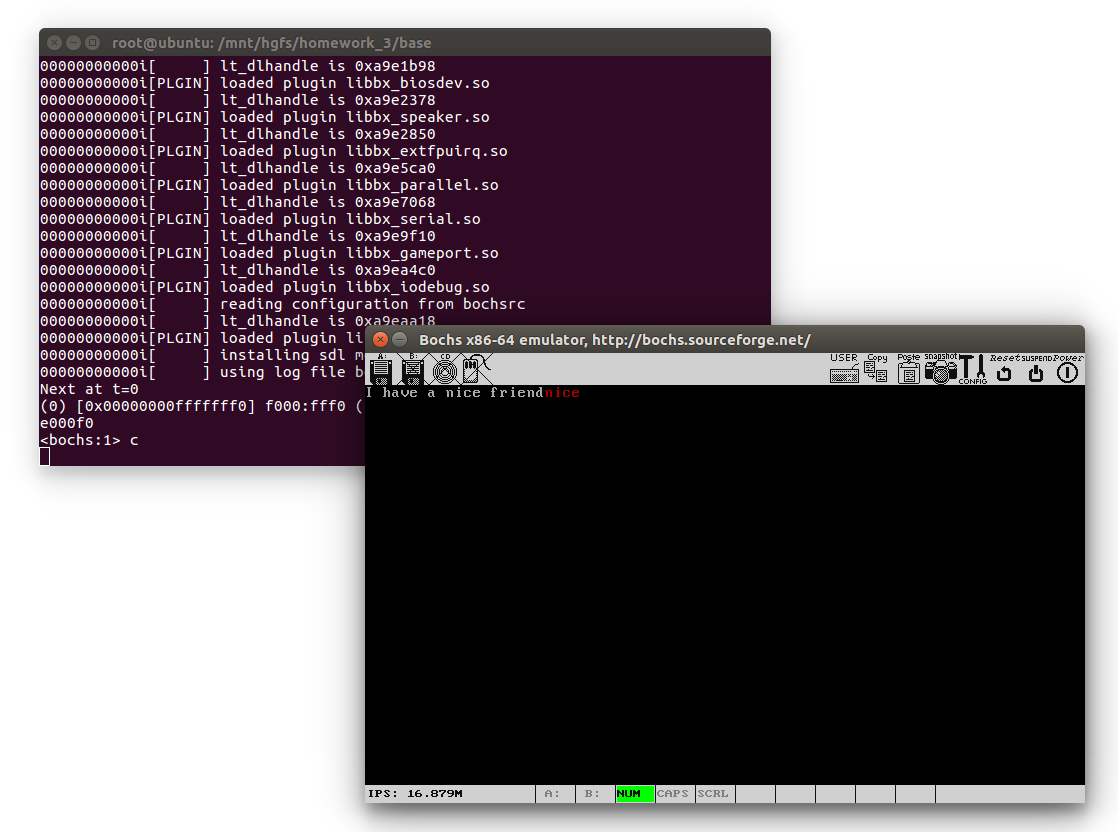 root@ubuntu: /mnt/hgfs/homework_3/base
00000000000i[     ] lt_dlhandle is 0xa9e1b98
00000000000i[PLGIN] loaded plugin libbx_biosdev.so
00000000000i[     ] lt_dlhandle is 0xa9e2378
00000000000i[PLGIN] loaded plugin libbx_speaker.so
00000000000i[     ] lt_dlhandle is 0xa9e2850
00000000000i[PLGIN] loaded plugin libbx_extfpuirq.so
00000000000i[     ] lt_dlhandle is 0xa9e5ca0
00000000000i[PLGIN] loaded plugin libbx_parallel.so
00000000000i[     ] lt_dlhandle is 0xa9e7068
00000000000i[PLGIN] loaded plugin libbx_serial.so
00000000000i[     ] lt_dlhandle is 0xa9e9f10
00000000000i[PLGIN] loaded plugin libbx_gameport.so
00000000000i[     ] lt_dlhandle is 0xa9ea4c0
00000000000i[PLGIN] loaded plugin libbx_iodebug.so
00000000000i[     ] reading configuration from bochsrc
00000000000i[     ] lt_dlhandle is 0xa9eaa18
00000000000i[PLGIN] loaded plugin li
00000000000i[     ] installing sdl m
00000000000i[     ] using log file b
Next at t=0
(0) [0x00000000fffffff0] f000:fff0 (
e000f0
<bochs:1> c
Bochs x86-64 emulator, http://bochs.sourceforge.net/
A: B: CD USER Copy Paste snapshot CONFIG Reset SUSPEND Power
I have a nice friendnice
IPS: 16.879M A: B: NUM CAPS SCRL